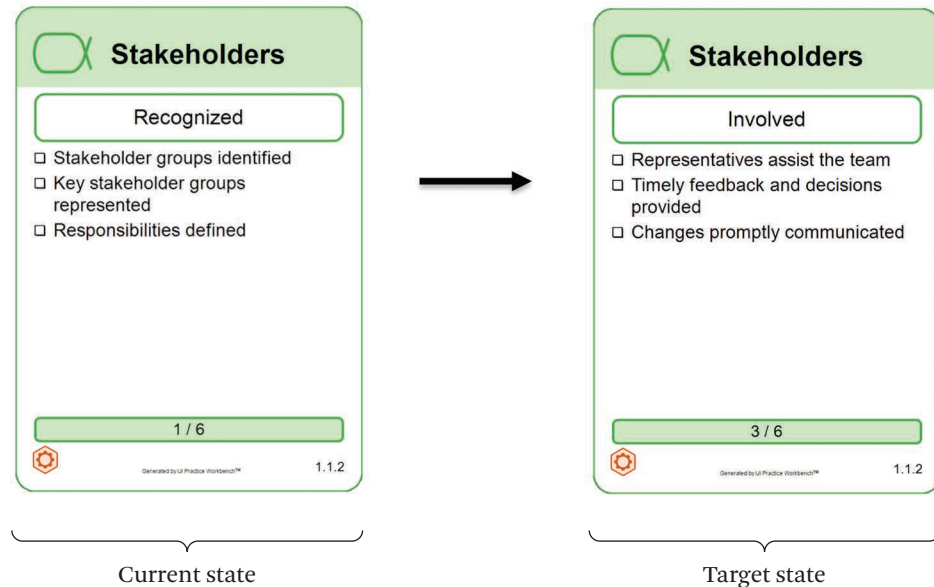 Stakeholders
Recognized
❑ Stakeholder groups identified
❑ Key stakeholder groups
represented
❑ Responsibilities defined
1 / 6
Generated by UI Practice Workbench™
1.1.2
Current state
Stakeholders
Involved
❑ Representatives assist the team
❑ Timely feedback and decisions
provided
❑ Changes promptly communicated
3 / 6
Generated by UI Practice Workbench™
1.1.2
Target state